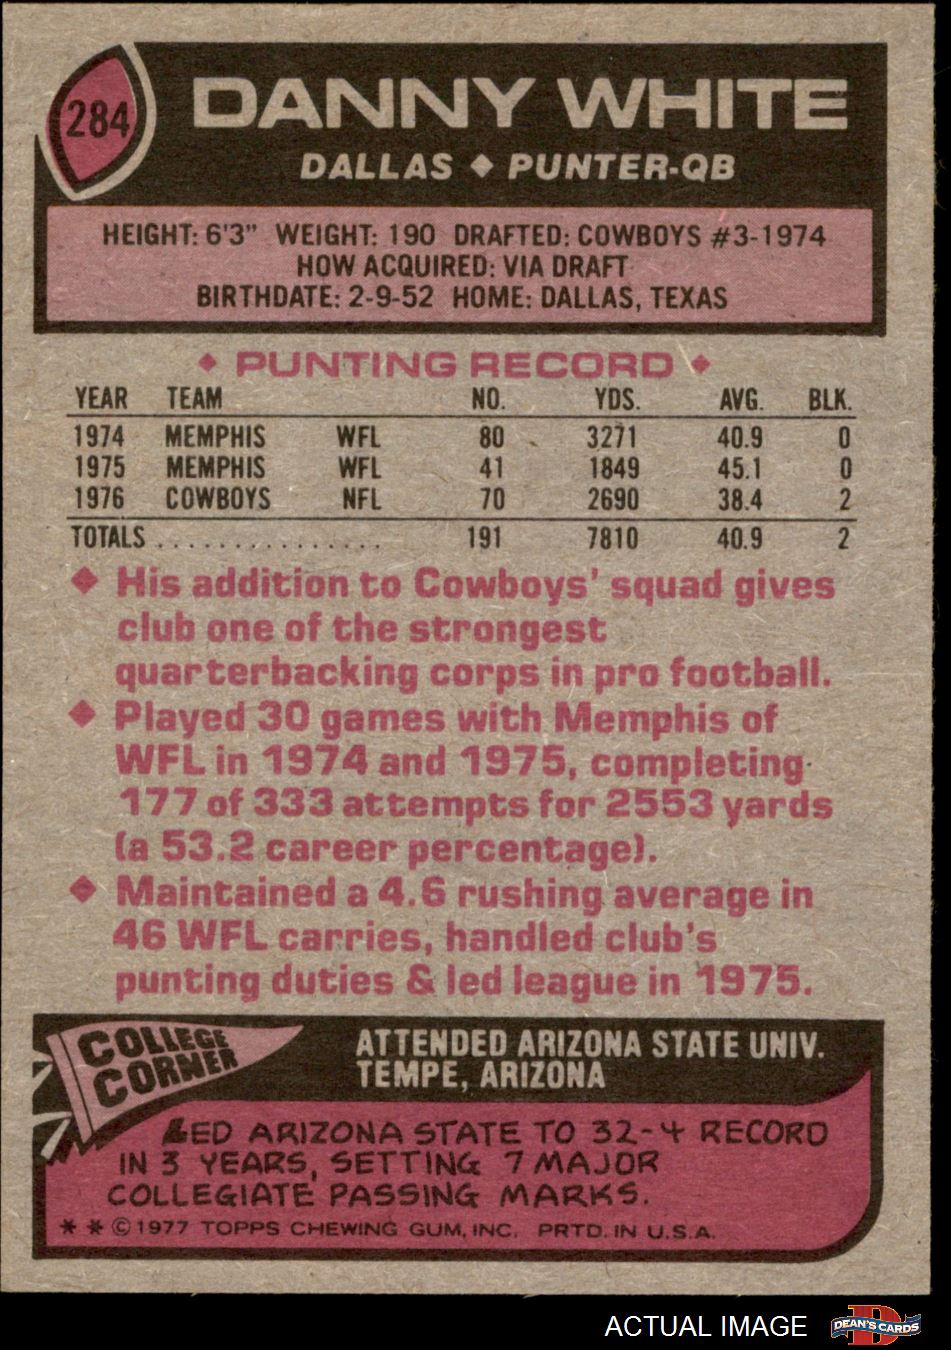 284
DANNY WHITE
DALLAS ◆ PUNTER-QB
HEIGHT: 6'3" WEIGHT: 190 DRAFTED: COWBOYS #3-1974
HOW ACQUIRED: VIA DRAFT
BIRTHDATE: 2-9-52 HOME: DALLAS, TEXAS
◆ PUNTING RECORD ◆
YEAR TEAM NO. YDS. AVG. BLK.
1974 MEMPHIS WFL 80 3271 40.9 0
1975 MEMPHIS WFL 41 1849 45.1 0
1976 COWBOYS NFL 70 2690 38.4 2
TOTALS ................ 191 7810 40.9 2
◆ His addition to Cowboys' squad gives
club one of the strongest
quarterbacking corps in pro football.
◆ Played 30 games with Memphis of
WFL in 1974 and 1975, completing
177 of 333 attempts for 2553 yards
(a 53.2 career percentage).
◆ Maintained a 4.6 rushing average in
46 WFL carries, handled club's
punting duties & led league in 1975.
COLLEGE
CORNER
ATTENDED ARIZONA STATE UNIV.
TEMPE, ARIZONA
LED ARIZONA STATE TO 32-4 RECORD
IN 3 YEARS, SETTING 7 MAJOR
COLLEGIATE PASSING MARKS.
* * © 1977 TOPPS CHEWING GUM, INC. PRTD. IN U.S.A.
ACTUAL IMAGE
D
DEAN'S CARDS